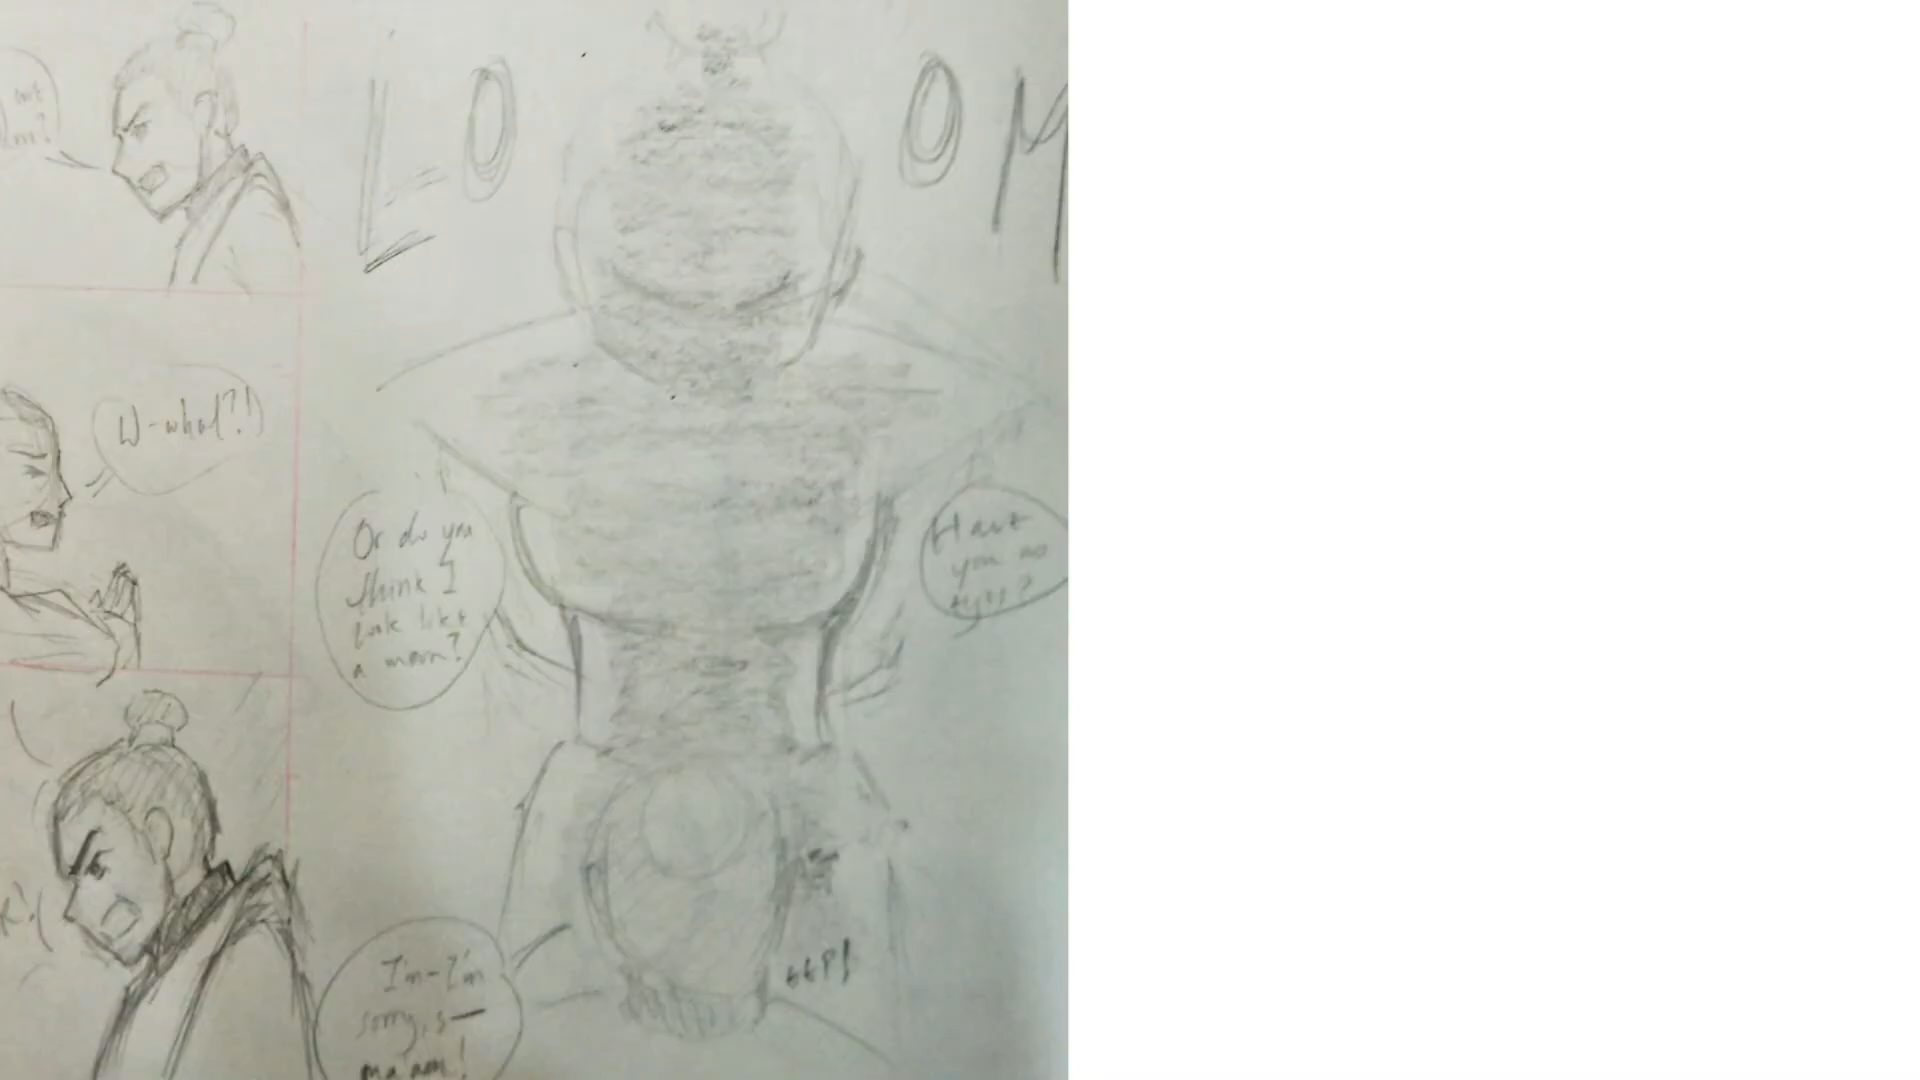 W-what?!
LO OM
Or do you
think I
look like
a man?
Have
you no
eyes?
EEP!
I'm-I'm
sorry, s—
ma'am!